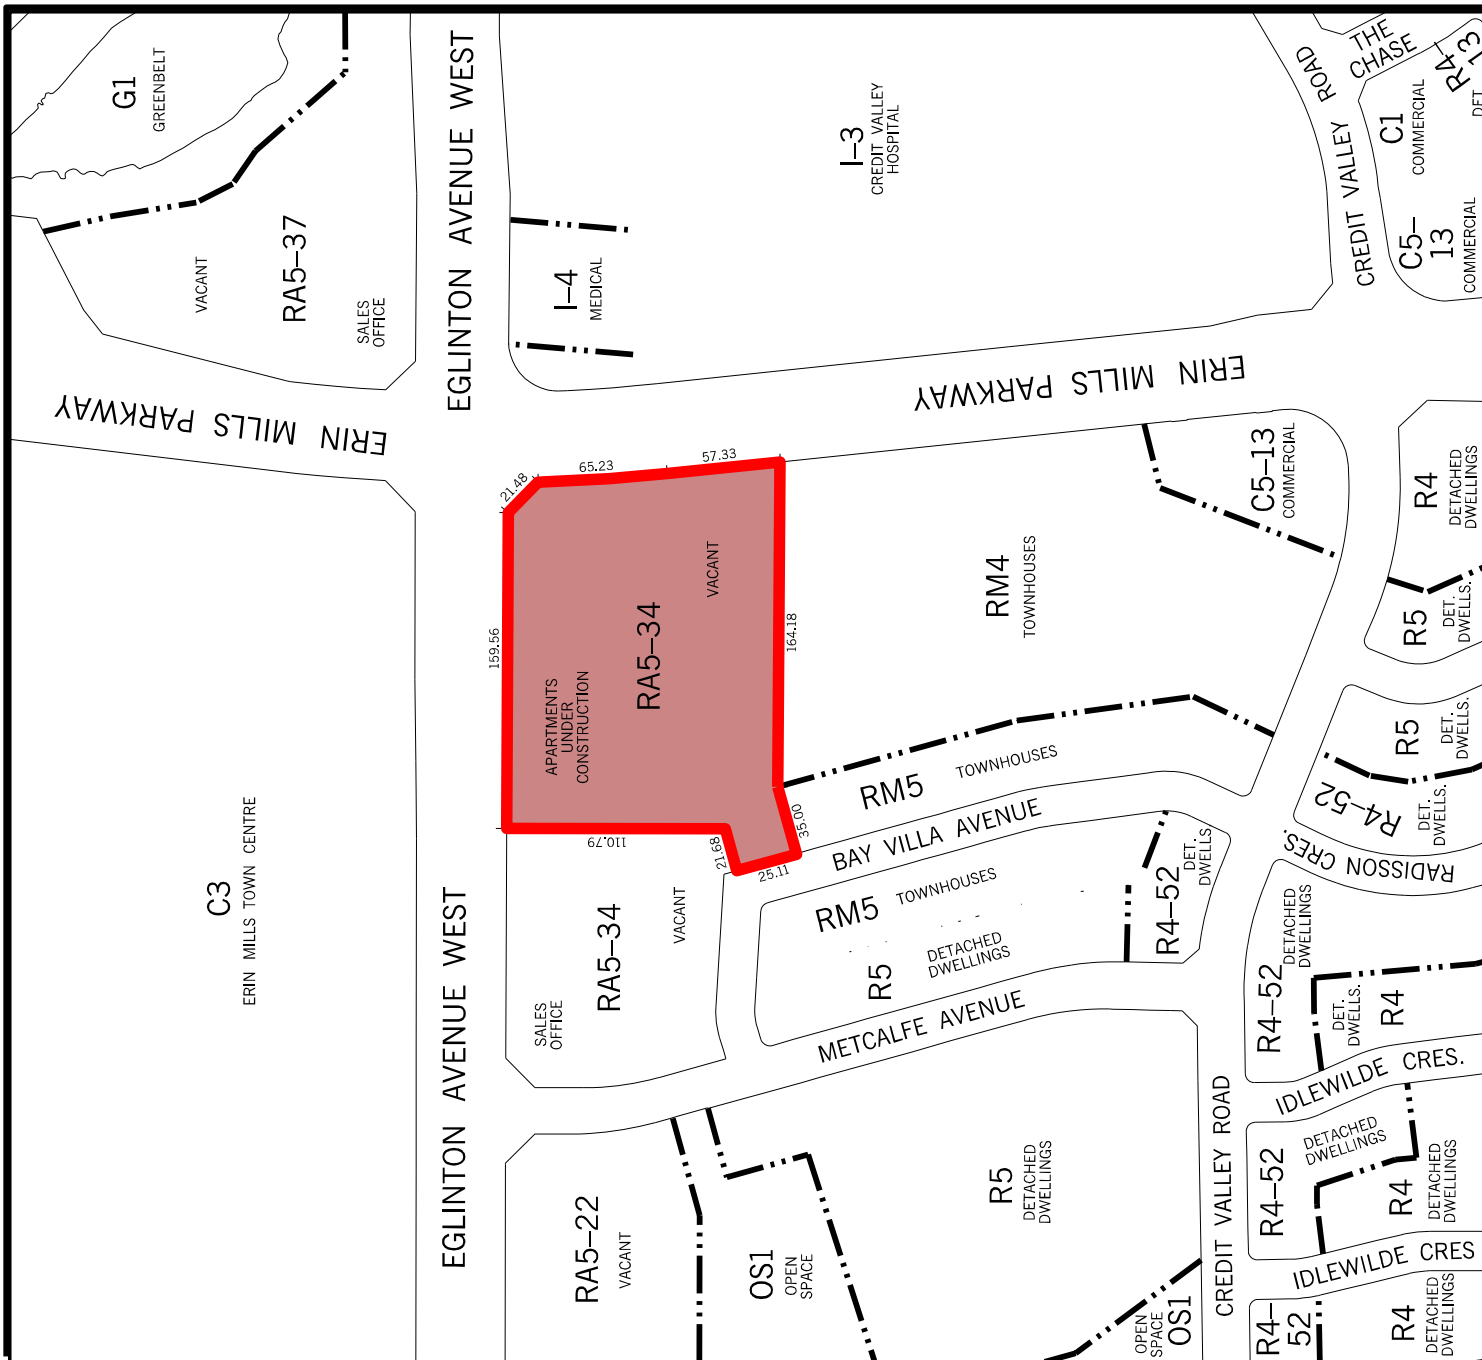 G1
GREENBELT
VACANT
RA5–37
SALES
OFFICE
ERIN MILLS PARKWAY
EGLINTON AVENUE WEST
I–4
MEDICAL
I–3
CREDIT VALLEY
HOSPITAL
CREDIT VALLEY ROAD
THE
CHASE
R4–
13
DET.
C1
COMMERCIAL
C5–
13
COMMERCIAL
ERIN MILLS PARKWAY
21.48
65.23
57.33
159.56
164.18
110.79
21.68
25.11
35.00
APARTMENTS
UNDER
CONSTRUCTION
RA5–34
VACANT
RM4
TOWNHOUSES
C5–13
COMMERCIAL
R4
DETACHED
DWELLINGS
R5
DET.
DWELLS.
R5
DET.
DWELLS.
R4–52
DET.
DWELLS.
RADISSON CRES.
RM5
TOWNHOUSES
BAY VILLA AVENUE
RM5
TOWNHOUSES
R5
DETACHED
DWELLINGS
R4–52
DET.
DWELLS
METCALFE AVENUE
C3
ERIN MILLS TOWN CENTRE
EGLINTON AVENUE WEST
SALES
OFFICE
RA5–34
VACANT
RA5–22
VACANT
OS1
OPEN
SPACE
R5
DETACHED
DWELLINGS
OPEN
SPACE
OS1
CREDIT VALLEY ROAD
R4–52
DETACHED
DWELLINGS
DET.
DWELLS.
R4
IDLEWILDE CRES.
R4–52
DETACHED
DWELLINGS
R4
DETACHED
DWELLINGS
IDLEWILDE CRES
R4–
52
R4
DETACHED
DWELLINGS